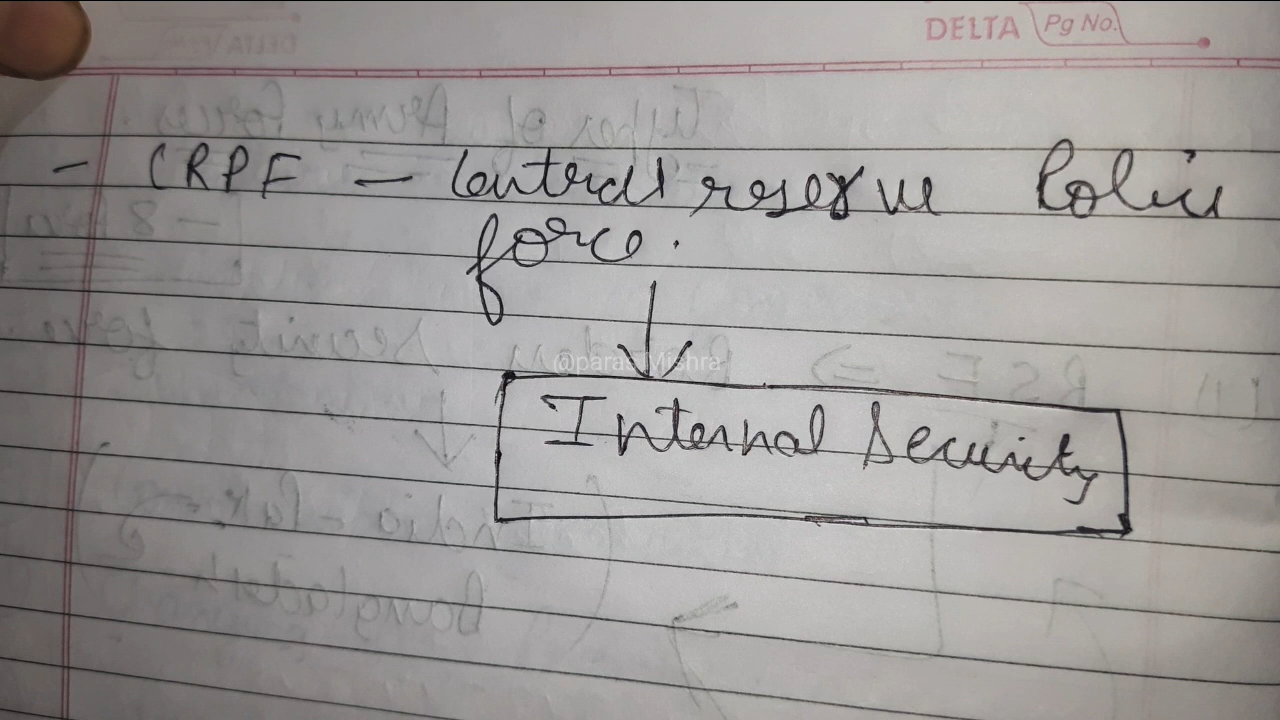 DELTA Pg No.
- CRPF - Central reserve Police
force.
@parasMishra
Internal Security